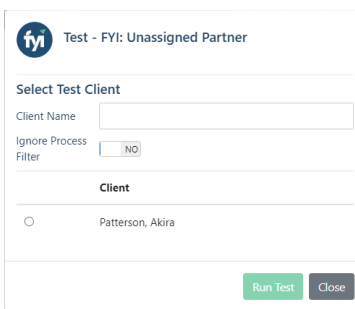 fyi
Test - FYI: Unassigned Partner
Select Test Client
Client Name
Ignore Process
Filter
NO
Client
Patterson, Akira
Run Test
Close